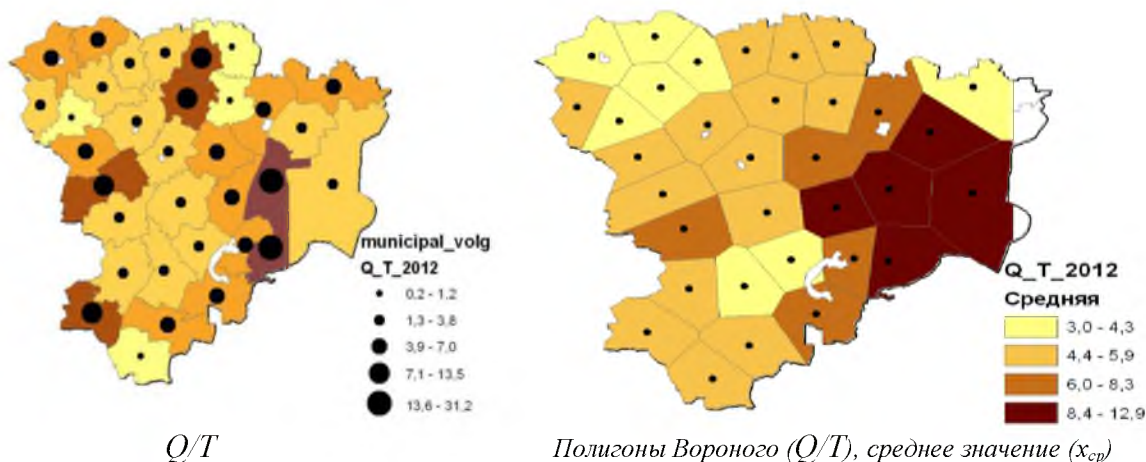 municipal_volg
Q_T_2012
0,2 - 1,2
1,3 - 3,8
3,9 - 7,0
7,1 - 13,5
13,6 - 31,2
Q/T
Q_T_2012
Средняя
3,0 - 4,3
4,4 - 5,9
6,0 - 8,3
8,4 - 12,9
Полигоны Вороного (Q/T), среднее значение (xср)